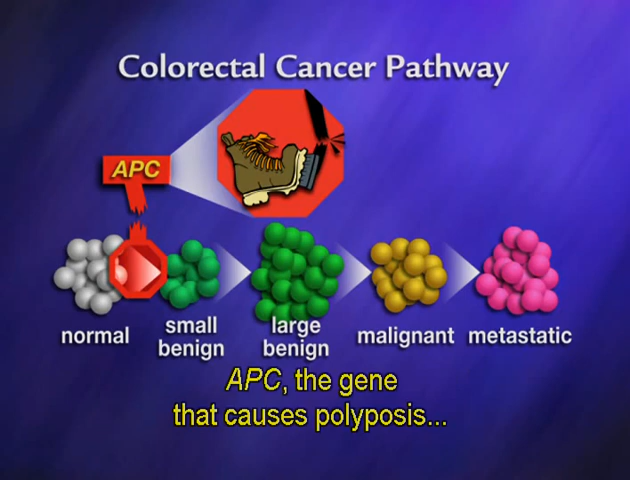 Colorectal Cancer Pathway
APC
normal
small
benign
large
benign
malignant
metastatic
APC, the gene
that causes polyposis...